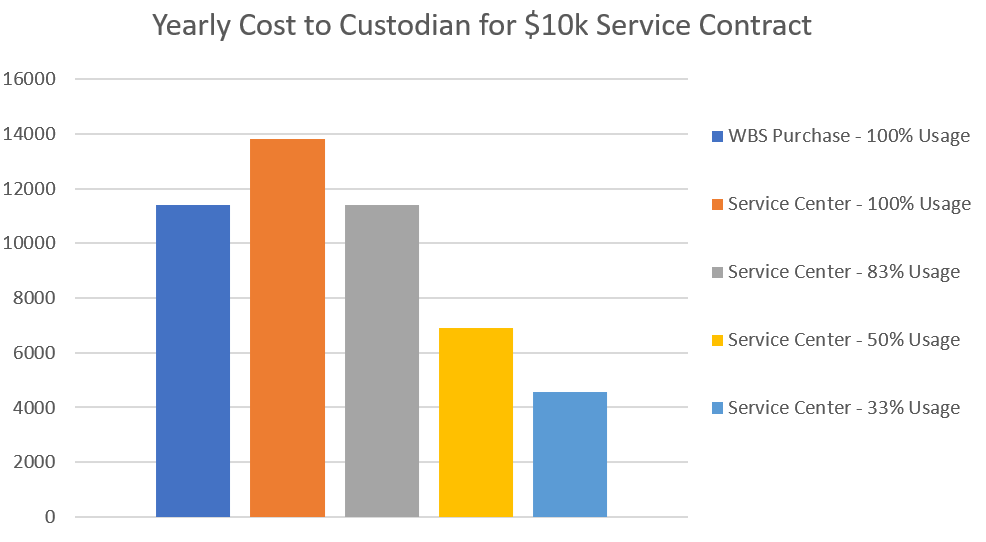 Yearly Cost to Custodian for $10k Service Contract
16000
14000
12000
10000
8000
6000
4000
2000
0
WBS Purchase - 100% Usage
Service Center - 100% Usage
Service Center - 83% Usage
Service Center - 50% Usage
Service Center - 33% Usage